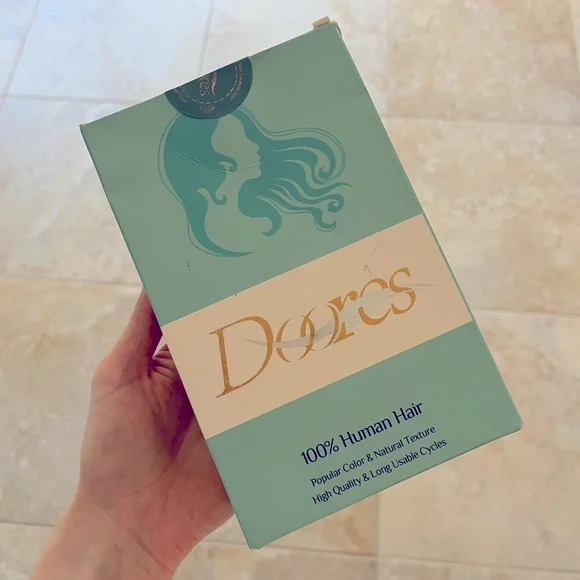 Doores
100% Human Hair
Popular Color & Natural Texture
High Quality & Long Usable Cycles